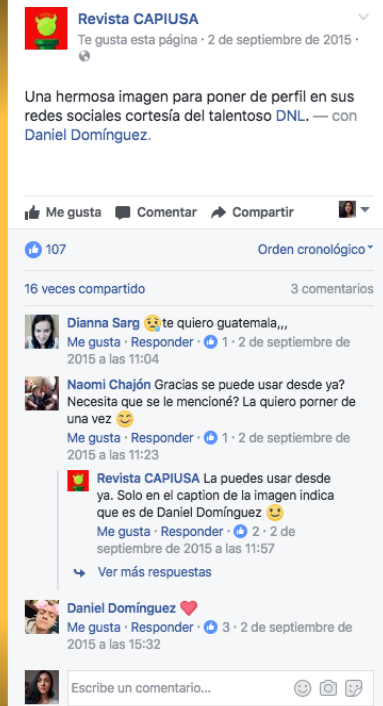 Revista CAPIUSA
Te gusta esta página · 2 de septiembre de 2015 ·
Una hermosa imagen para poner de perfil en sus
redes sociales cortesía del talentoso DNL. — con
Daniel Domínguez.
Me gusta Comentar Compartir
107 Orden cronológico
16 veces compartido 3 comentarios
Dianna Sarg 😢te quiero guatemala,,,
Me gusta · Responder · 1 · 2 de septiembre de
2015 a las 11:04
Naomi Chajón Gracias se puede usar desde ya?
Necesita que se le mencioné? La quiero porner de
una vez 😊
Me gusta · Responder · 1 · 2 de septiembre de
2015 a las 11:23
Revista CAPIUSA La puedes usar desde
ya. Solo en el caption de la imagen indica
que es de Daniel Domínguez 😉
Me gusta · Responder · 2 · 2 de
septiembre de 2015 a las 11:57
Ver más respuestas
Daniel Domínguez ❤
Me gusta · Responder · 3 · 2 de septiembre de
2015 a las 15:32
Escribe un comentario...